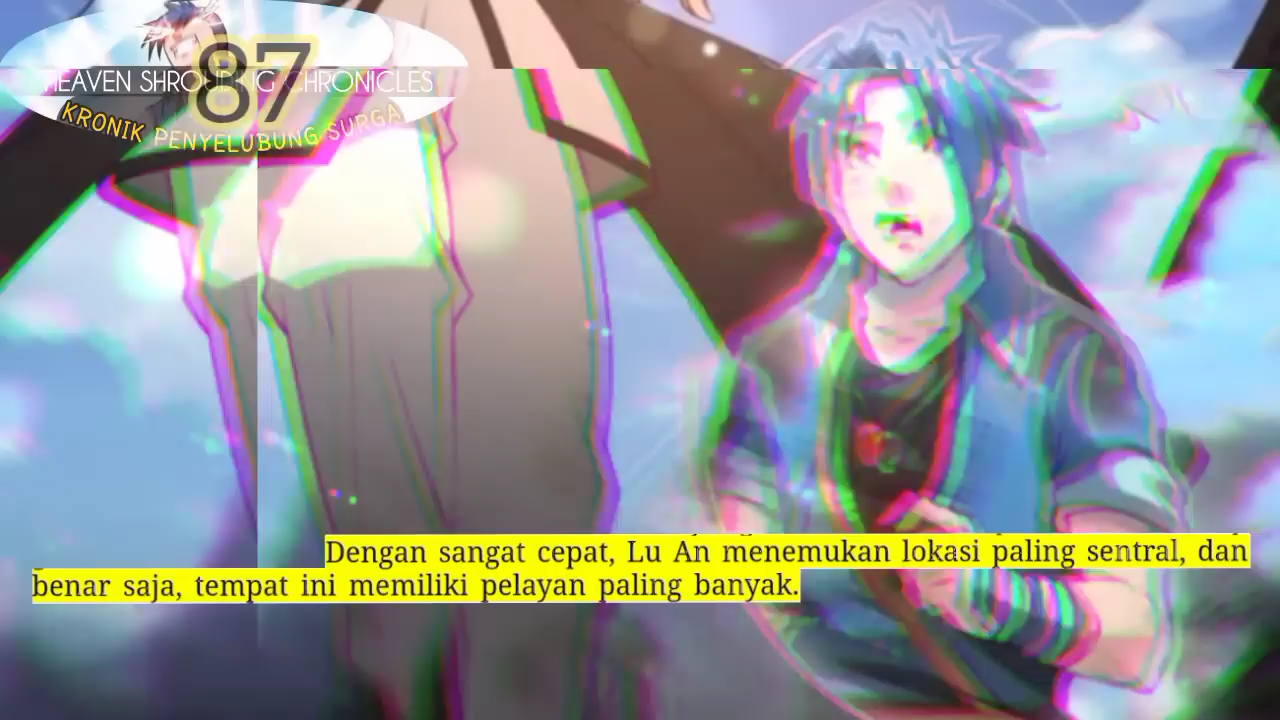 87
HEAVEN SHROUDING CHRONICLES
KRONIK PENYELUBUNG SURGA
Dengan sangat cepat, Lu An menemukan lokasi paling sentral, dan
benar saja, tempat ini memiliki pelayan paling banyak.